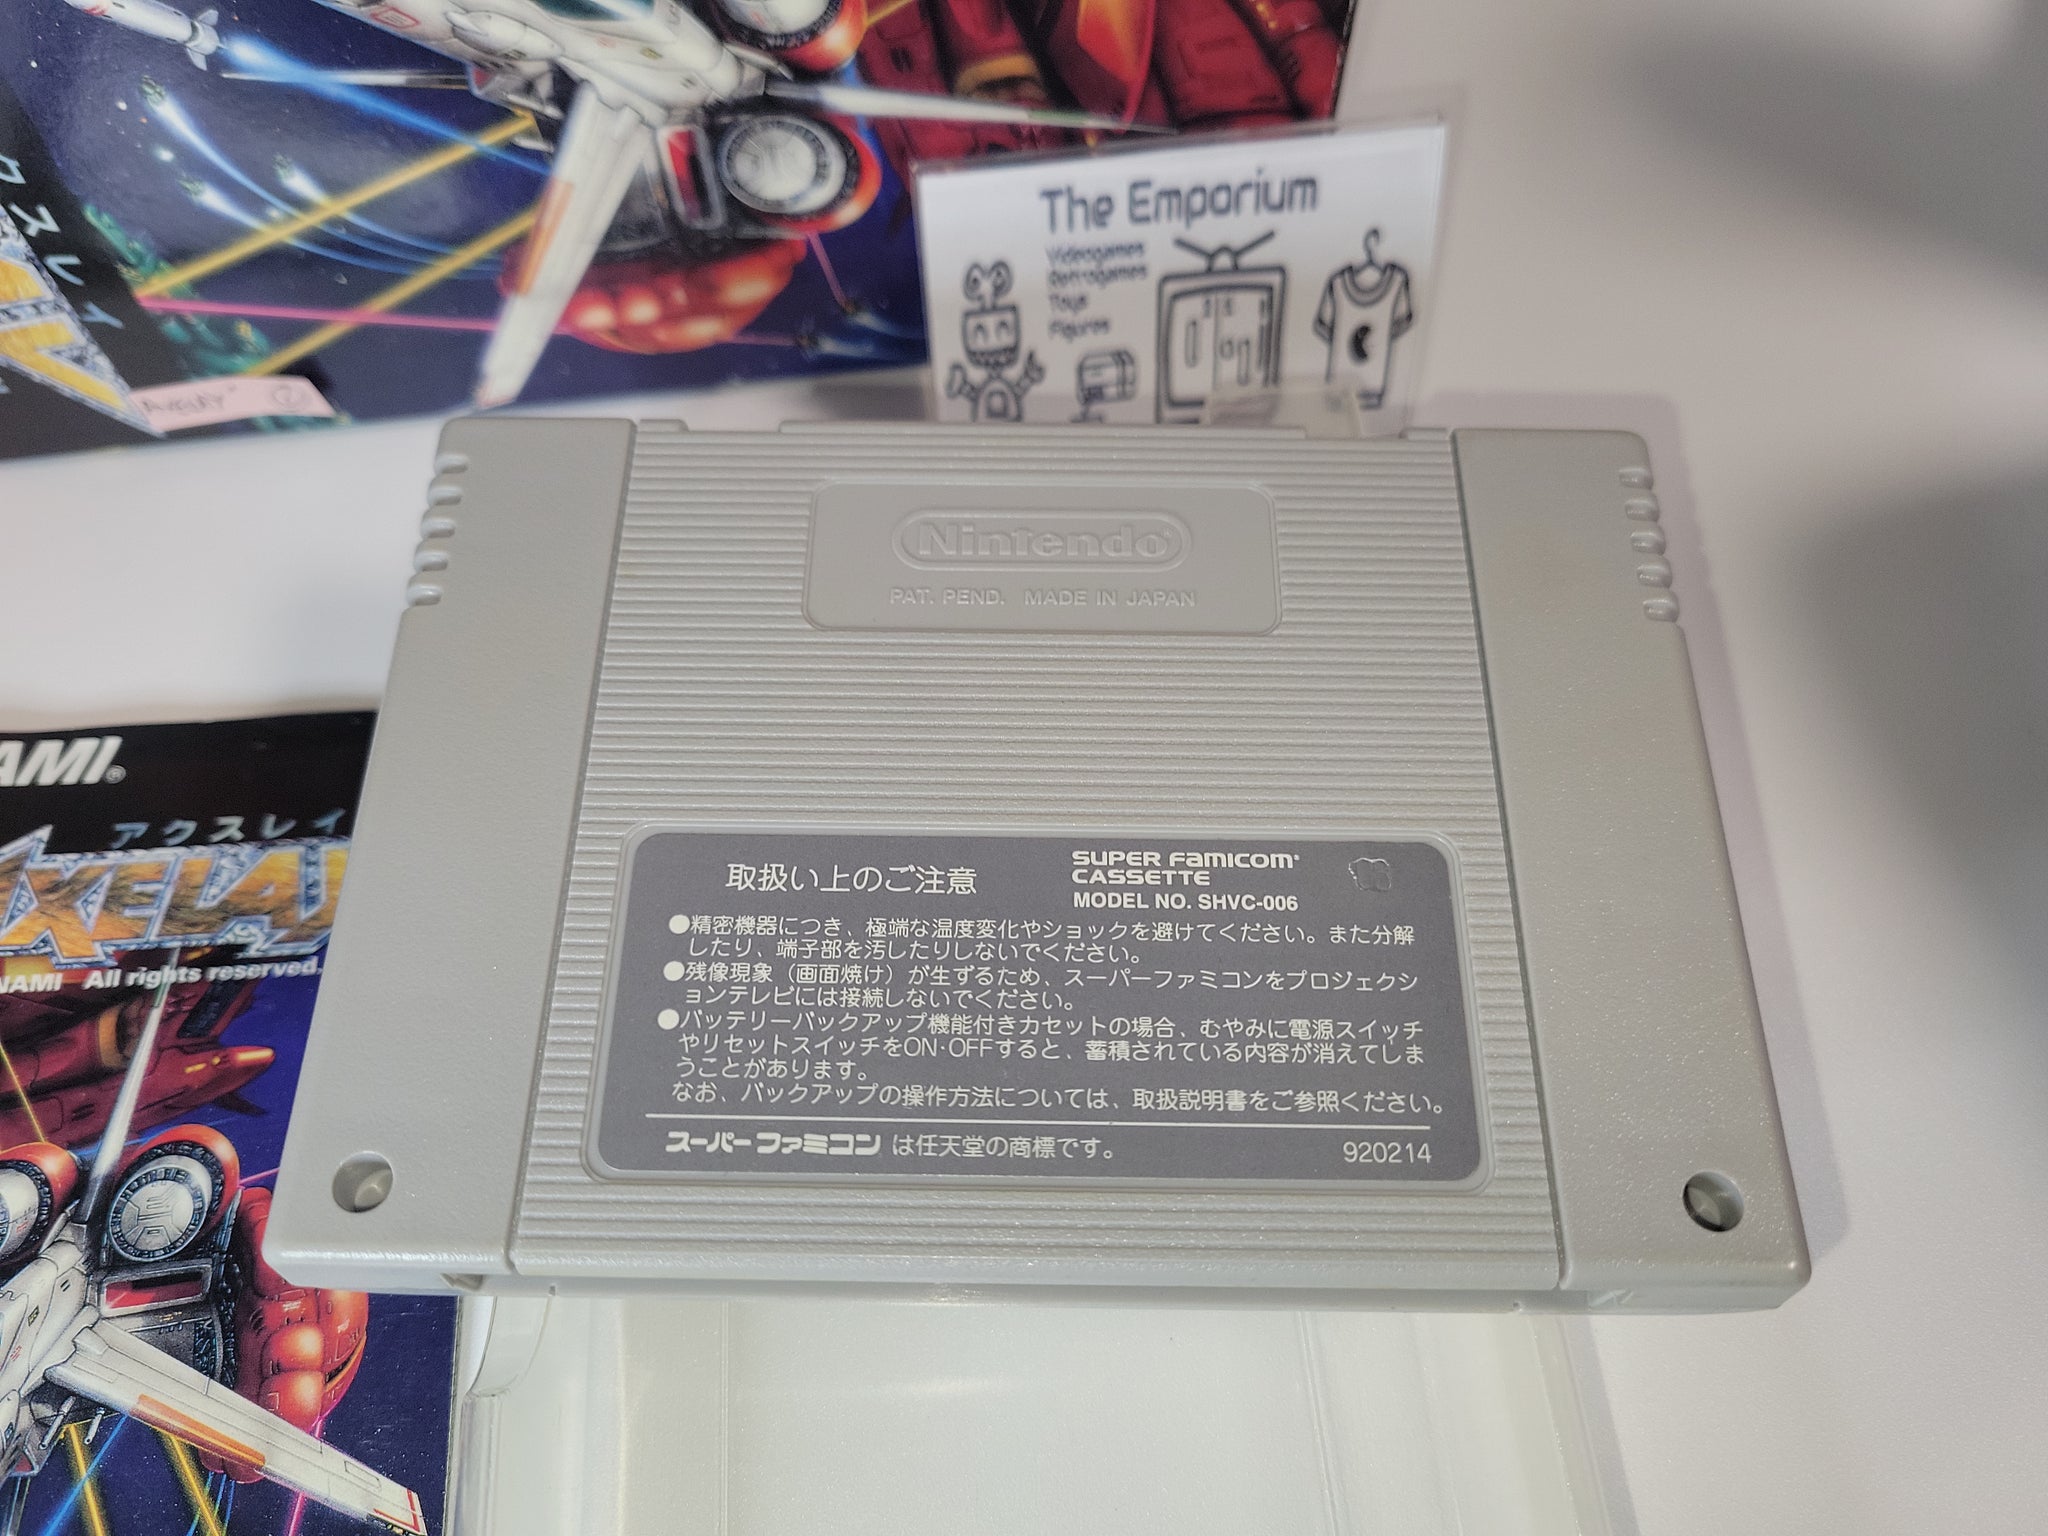 クスレイ
The Emporium
Videogames
Retrogames
Toys
Figures
Nintendo
PAT. PEND. MADE IN JAPAN
AMI®
アクスレイ
NAMI All rights reserved.
取扱い上のご注意
SUPER FAMICOM®
CASSETTE
MODEL NO. SHVC-006
●精密機器につき、極端な温度変化やショックを避けてください。また分解
したり、端子部を汚したりしないでください。
●残像現象（画面焼け）が生ずるため、スーパーファミコンをプロジェクシ
ョンテレビには接続しないでください。
●バッテリーバックアップ機能付きカセットの場合、むやみに電源スイッチ
やリセットスイッチをON・OFFすると、蓄積されている内容が消えてしま
うことがあります。
なお、バックアップの操作方法については、取扱説明書をご参照ください。
スーパーファミコン は任天堂の商標です。
920214